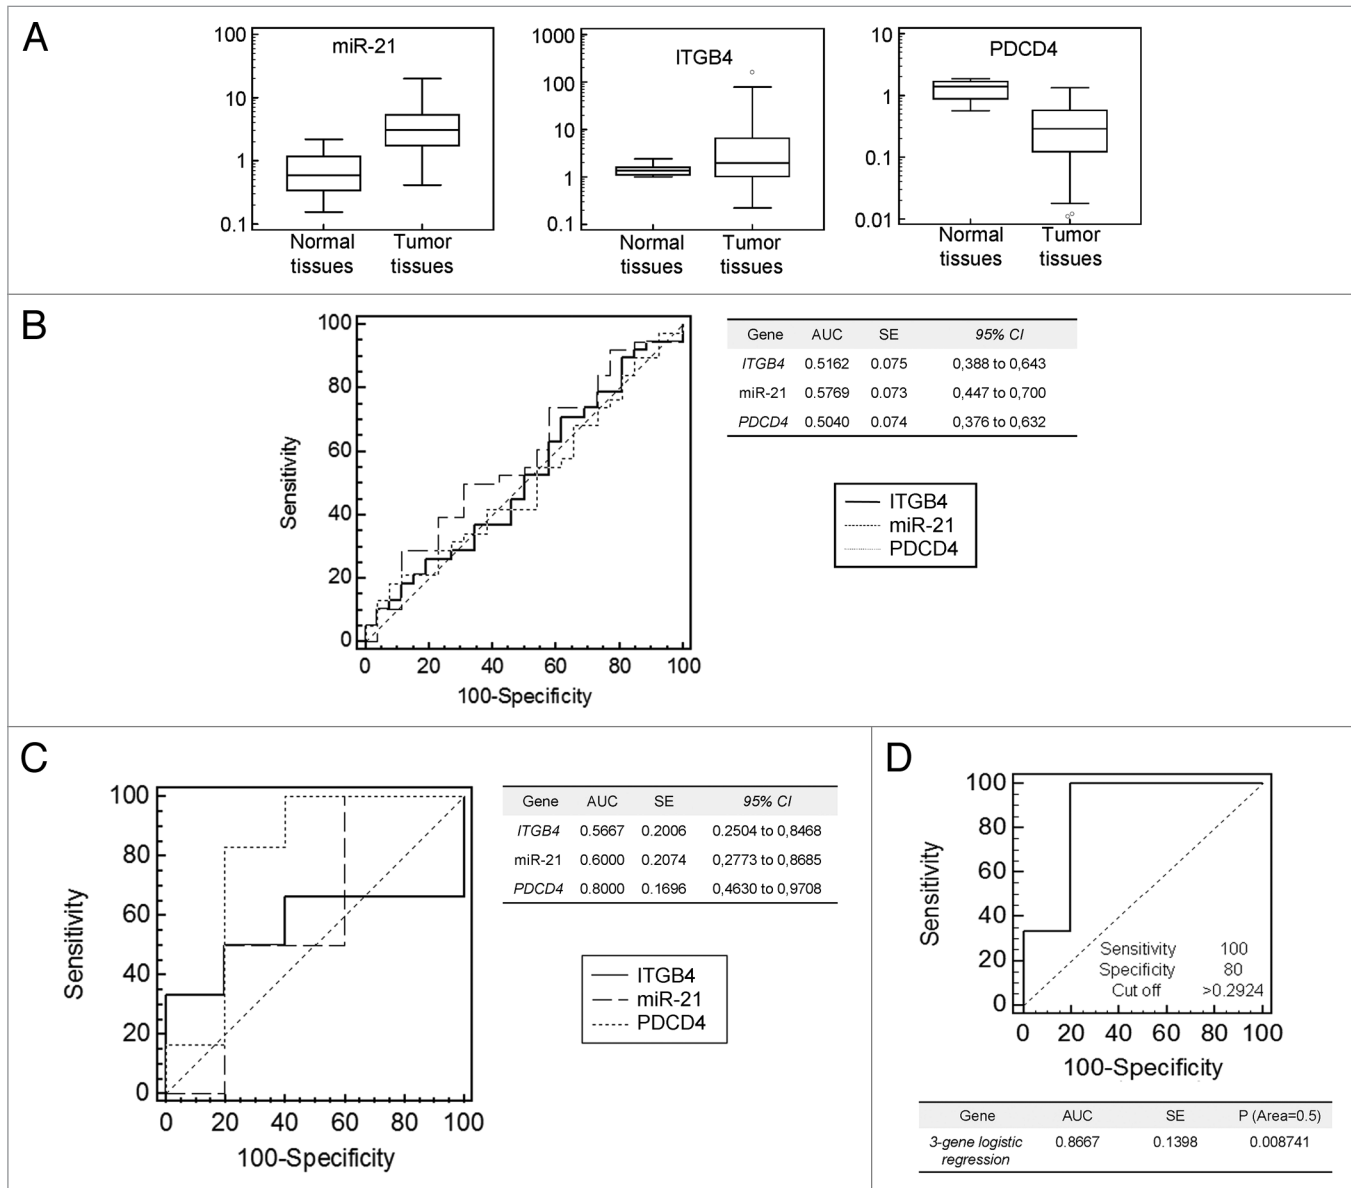 A
miR-21
100
10
1
0.1
Normal tissues
Tumor tissues
ITGB4
1000
100
10
1
0.1
Normal tissues
Tumor tissues
PDCD4
10
1
0.1
0.01
Normal tissues
Tumor tissues
B
Sensitivity
100
80
60
40
20
0
0 20 40 60 80 100
100-Specificity
Gene AUC SE 95% CI
ITGB4 0.5162 0.075 0,388 to 0,643
miR-21 0.5769 0.073 0,447 to 0,700
PDCD4 0.5040 0.074 0,376 to 0,632
ITGB4
miR-21
PDCD4
C
Sensitivity
100
80
60
40
20
0
0 20 40 60 80 100
100-Specificity
Gene AUC SE 95% CI
ITGB4 0.5667 0.2006 0.2504 to 0,8468
miR-21 0.6000 0.2074 0,2773 to 0,8685
PDCD4 0.8000 0.1696 0,4630 to 0,9708
ITGB4
miR-21
PDCD4
D
Sensitivity
100
80
60
40
20
0
Sensitivity 100
Specificity 80
Cut off >0.2924
0 20 40 60 80 100
100-Specificity
Gene AUC SE P (Area=0.5)
3-gene logistic regression 0.8667 0.1398 0.008741